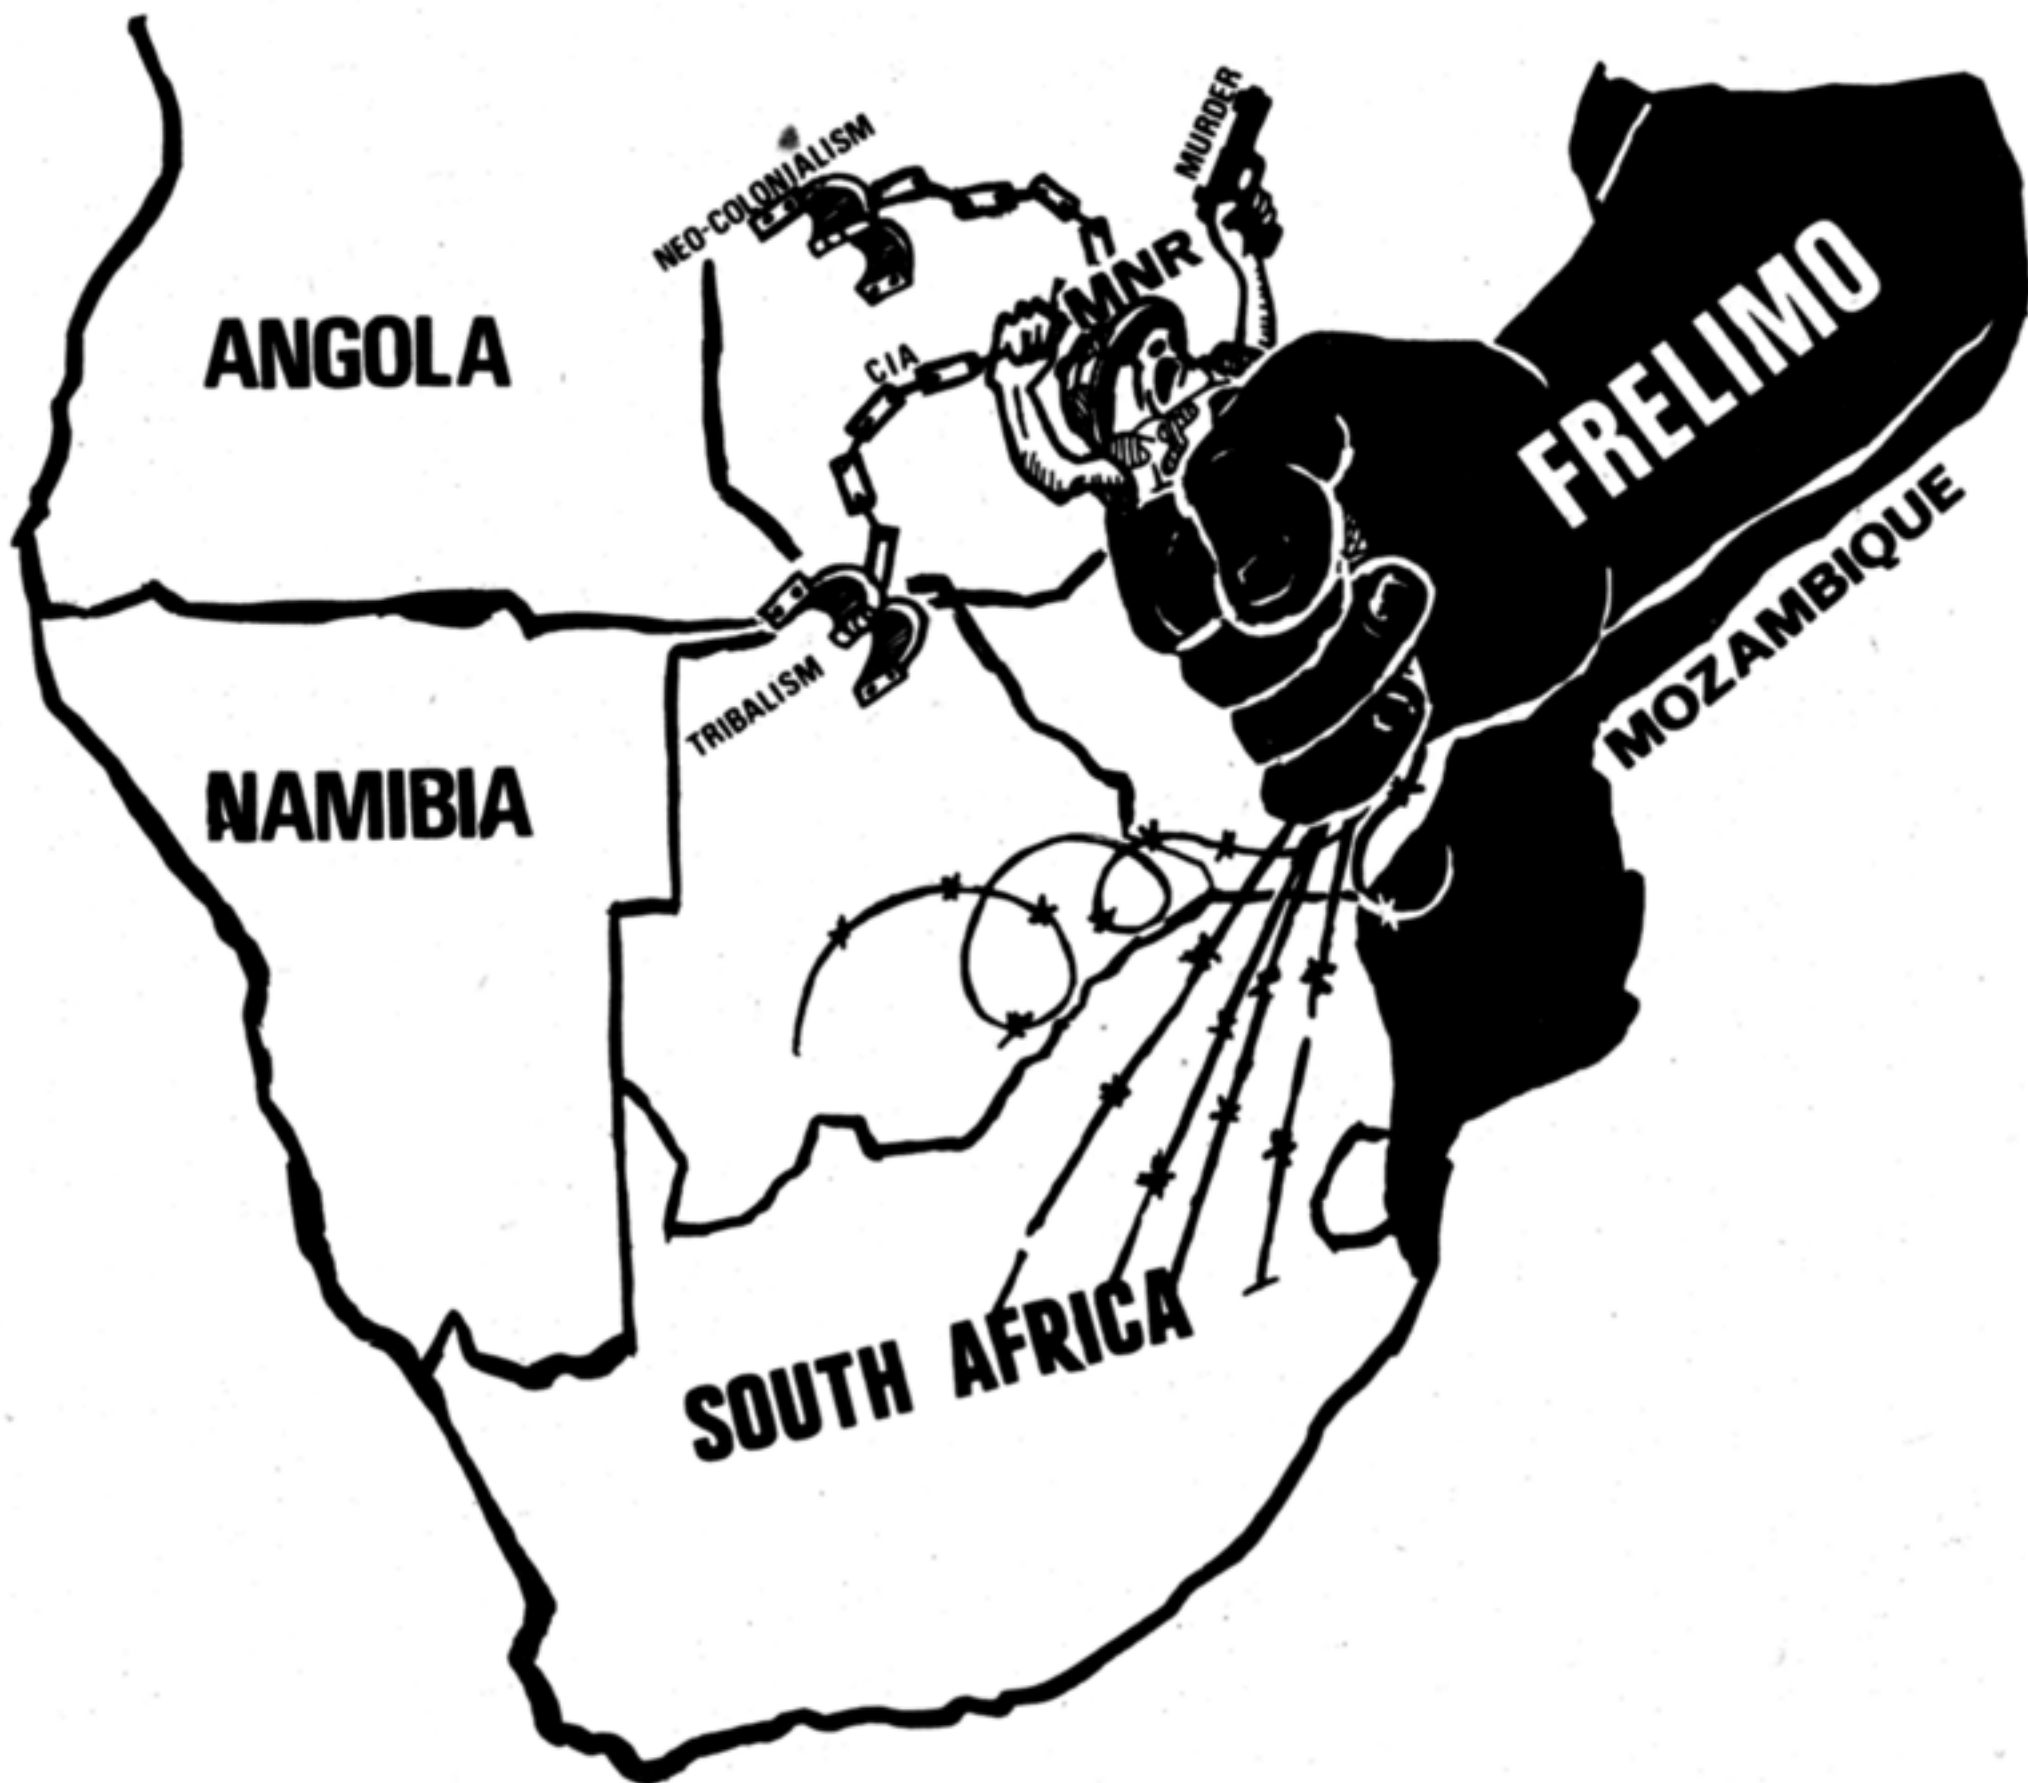 MURDER
NEO-COLONIALISM
MNR
CIA
ANGOLA
FRELIMO
MOZAMBIQUE
TRIBALISM
NAMIBIA
SOUTH AFRICA